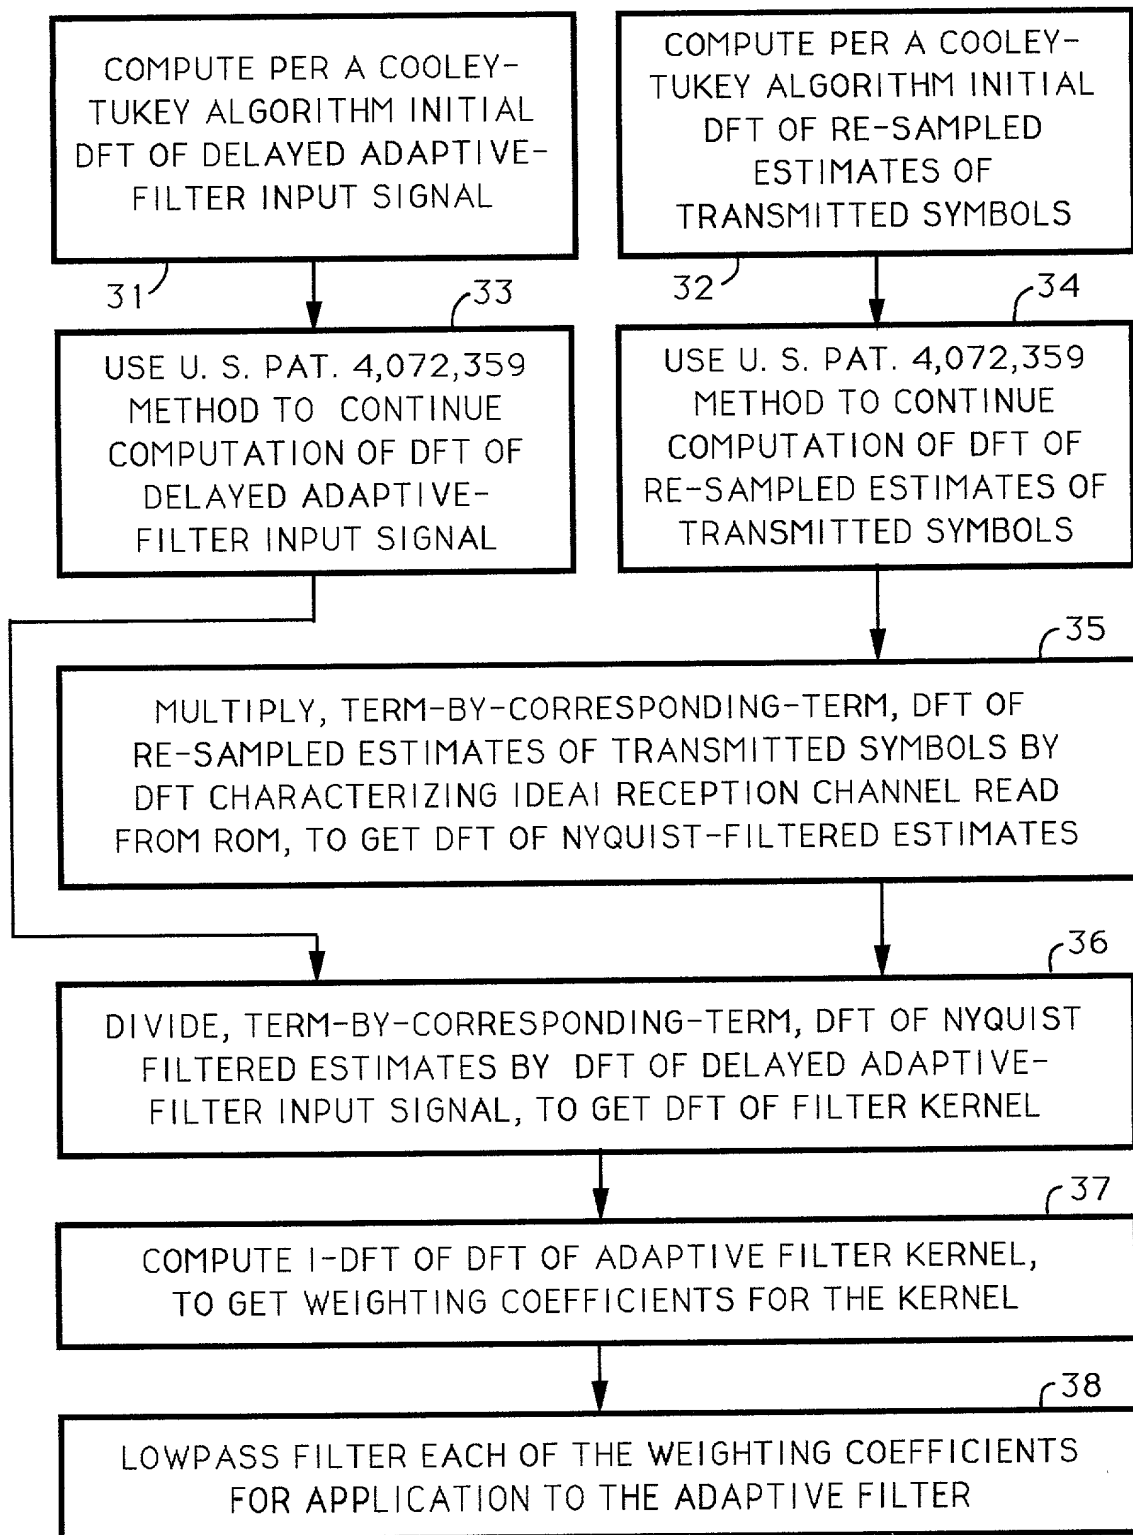 COMPUTE PER A COOLEY-
TUKEY ALGORITHM INITIAL
DFT OF DELAYED ADAPTIVE-
FILTER INPUT SIGNAL
31
COMPUTE PER A COOLEY-
TUKEY ALGORITHM INITIAL
DFT OF RE-SAMPLED
ESTIMATES OF
TRANSMITTED SYMBOLS
32
33
USE U. S. PAT. 4,072,359
METHOD TO CONTINUE
COMPUTATION OF DFT OF
DELAYED ADAPTIVE-
FILTER INPUT SIGNAL
34
USE U. S. PAT. 4,072,359
METHOD TO CONTINUE
COMPUTATION OF DFT OF
RE-SAMPLED ESTIMATES OF
TRANSMITTED SYMBOLS
35
MULTIPLY, TERM-BY-CORRESPONDING-TERM, DFT OF
RE-SAMPLED ESTIMATES OF TRANSMITTED SYMBOLS BY
DFT CHARACTERIZING IDEAl RECEPTION CHANNEL READ
FROM ROM, TO GET DFT OF NYQUIST-FILTERED ESTIMATES
36
DIVIDE, TERM-BY-CORRESPONDING-TERM, DFT OF NYQUIST
FILTERED ESTIMATES BY DFT OF DELAYED ADAPTIVE-
FILTER INPUT SIGNAL, TO GET DFT OF FILTER KERNEL
37
COMPUTE I-DFT OF DFT OF ADAPTIVE FILTER KERNEL,
TO GET WEIGHTING COEFFICIENTS FOR THE KERNEL
38
LOWPASS FILTER EACH OF THE WEIGHTING COEFFICIENTS
FOR APPLICATION TO THE ADAPTIVE FILTER